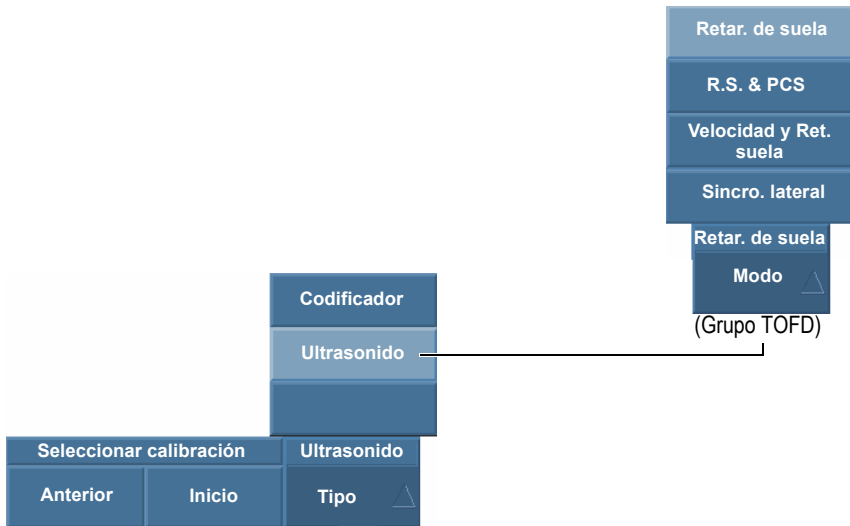 Retar. de suela
R.S. & PCS
Velocidad y Ret.
suela
Sincro. lateral
Retar. de suela
Modo
(Grupo TOFD)
Codificador
Ultrasonido
Seleccionar calibración
Ultrasonido
Anterior
Inicio
Tipo